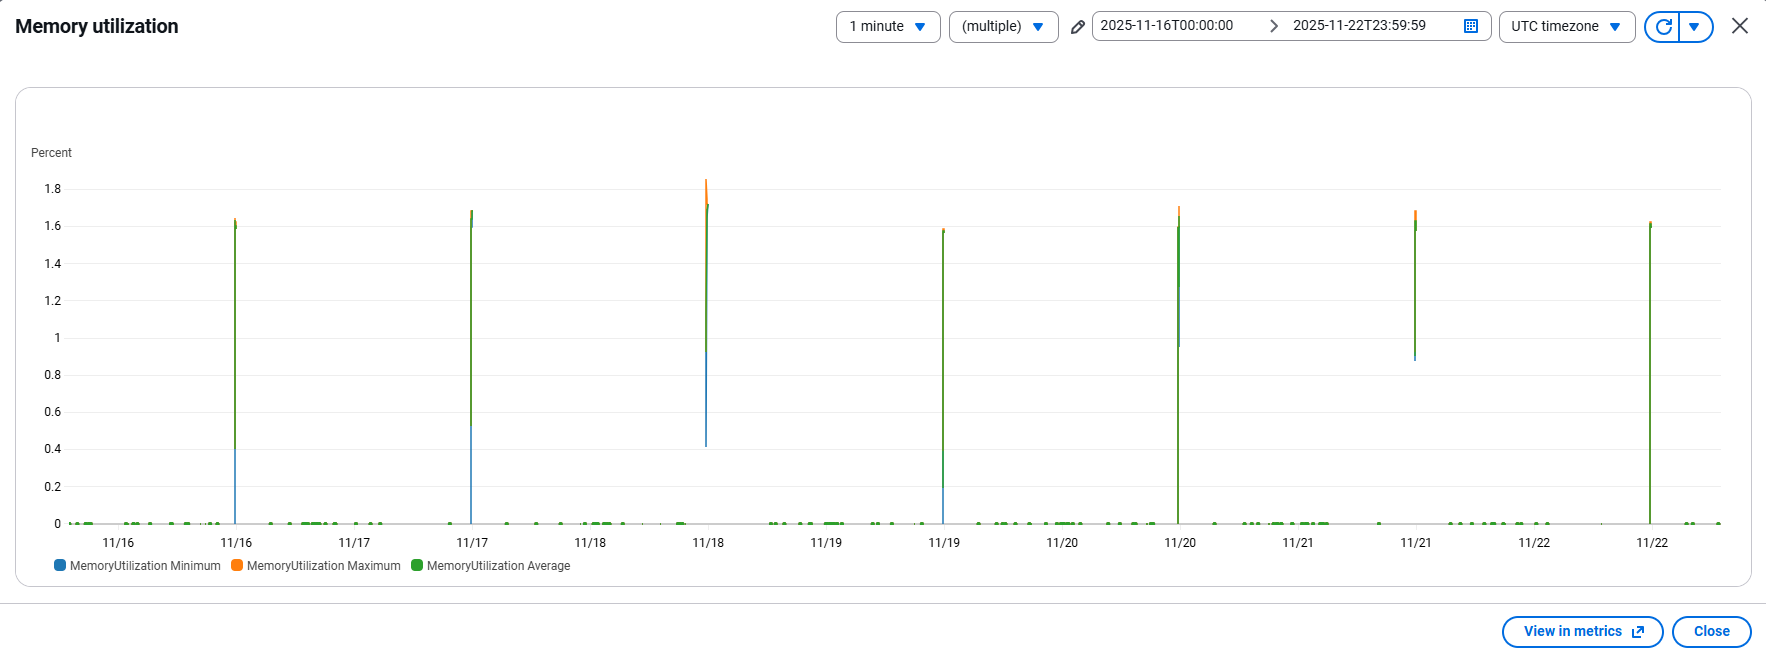 Memory utilization
1 minute
(multiple)
2025-11-16T00:00:00
2025-11-22T23:59:59
UTC timezone
Percent
1.8
1.6
1.4
1.2
1
0.8
0.6
0.4
0.2
0
11/16 11/16 11/17 11/17 11/18 11/18 11/19 11/19 11/20 11/20 11/21 11/21 11/22 11/22
MemoryUtilization Minimum MemoryUtilization Maximum MemoryUtilization Average
View in metrics
Close